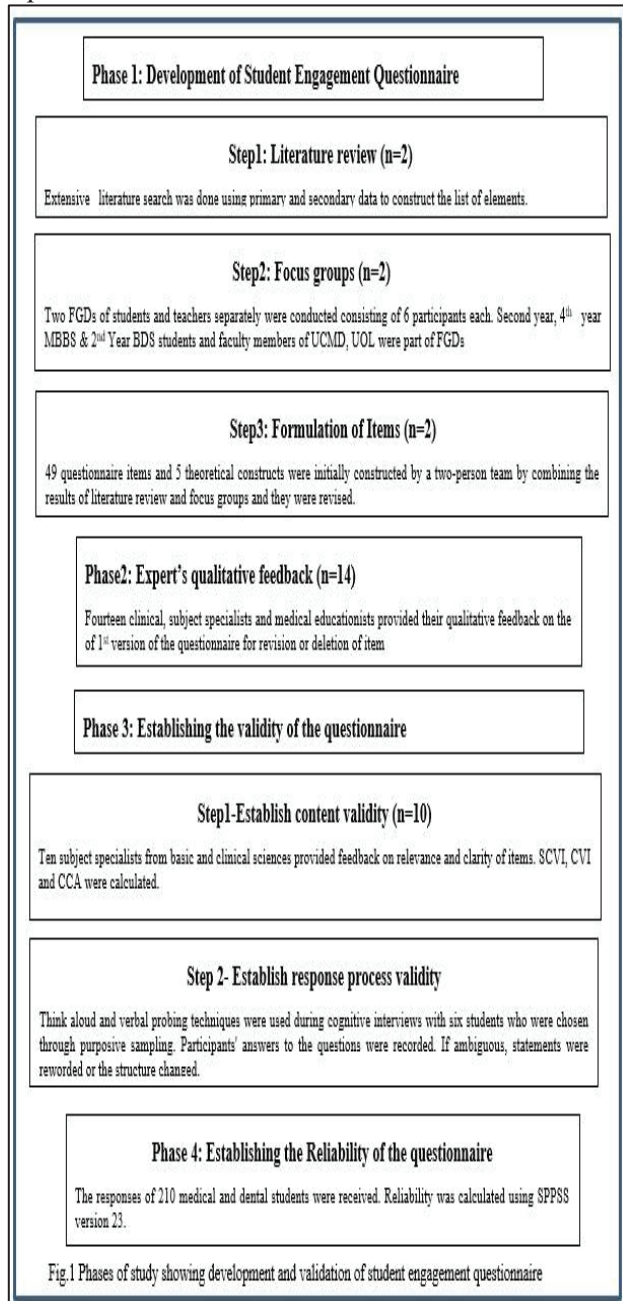 Phase 1: Development of Student Engagement Questionnaire
Step1: Literature review (n=2)
Extensive literature search was done using primary and secondary data to construct the list of elements.
Step2: Focus groups (n=2)
Two FGDs of students and teachers separately were conducted consisting of 6 participants each. Second year, 4th year
MBBS & 2nd Year BDS students and faculty members of UCMD, UOL were part of FGDs
Step3: Formulation of Items (n=2)
49 questionnaire items and 5 theoretical constructs were initially constructed by a two-person team by combining the
results of literature review and focus groups and they were revised.
Phase2: Expert's qualitative feedback (n=14)
Fourteen clinical, subject specialists and medical educationists provided their qualitative feedback on the
of 1st version of the questionnaire for revision or deletion of item
Phase 3: Establishing the validity of the questionnaire
Step1-Establish content validity (n=10)
Ten subject specialists from basic and clinical sciences provided feedback on relevance and clarity of items. SCVI, CVI
and CCA were calculated.
Step 2- Establish response process validity
Think aloud and verbal probing techniques were used during cognitive interviews with six students who were chosen
through purposive sampling. Participants' answers to the questions were recorded. If ambiguous, statements were
reworded or the structure changed.
Phase 4: Establishing the Reliability of the questionnaire
The responses of 210 medical and dental students were received. Reliability was calculated using SPPSS
version 23.
Fig.1 Phases of study showing development and validation of student engagement questionnaire